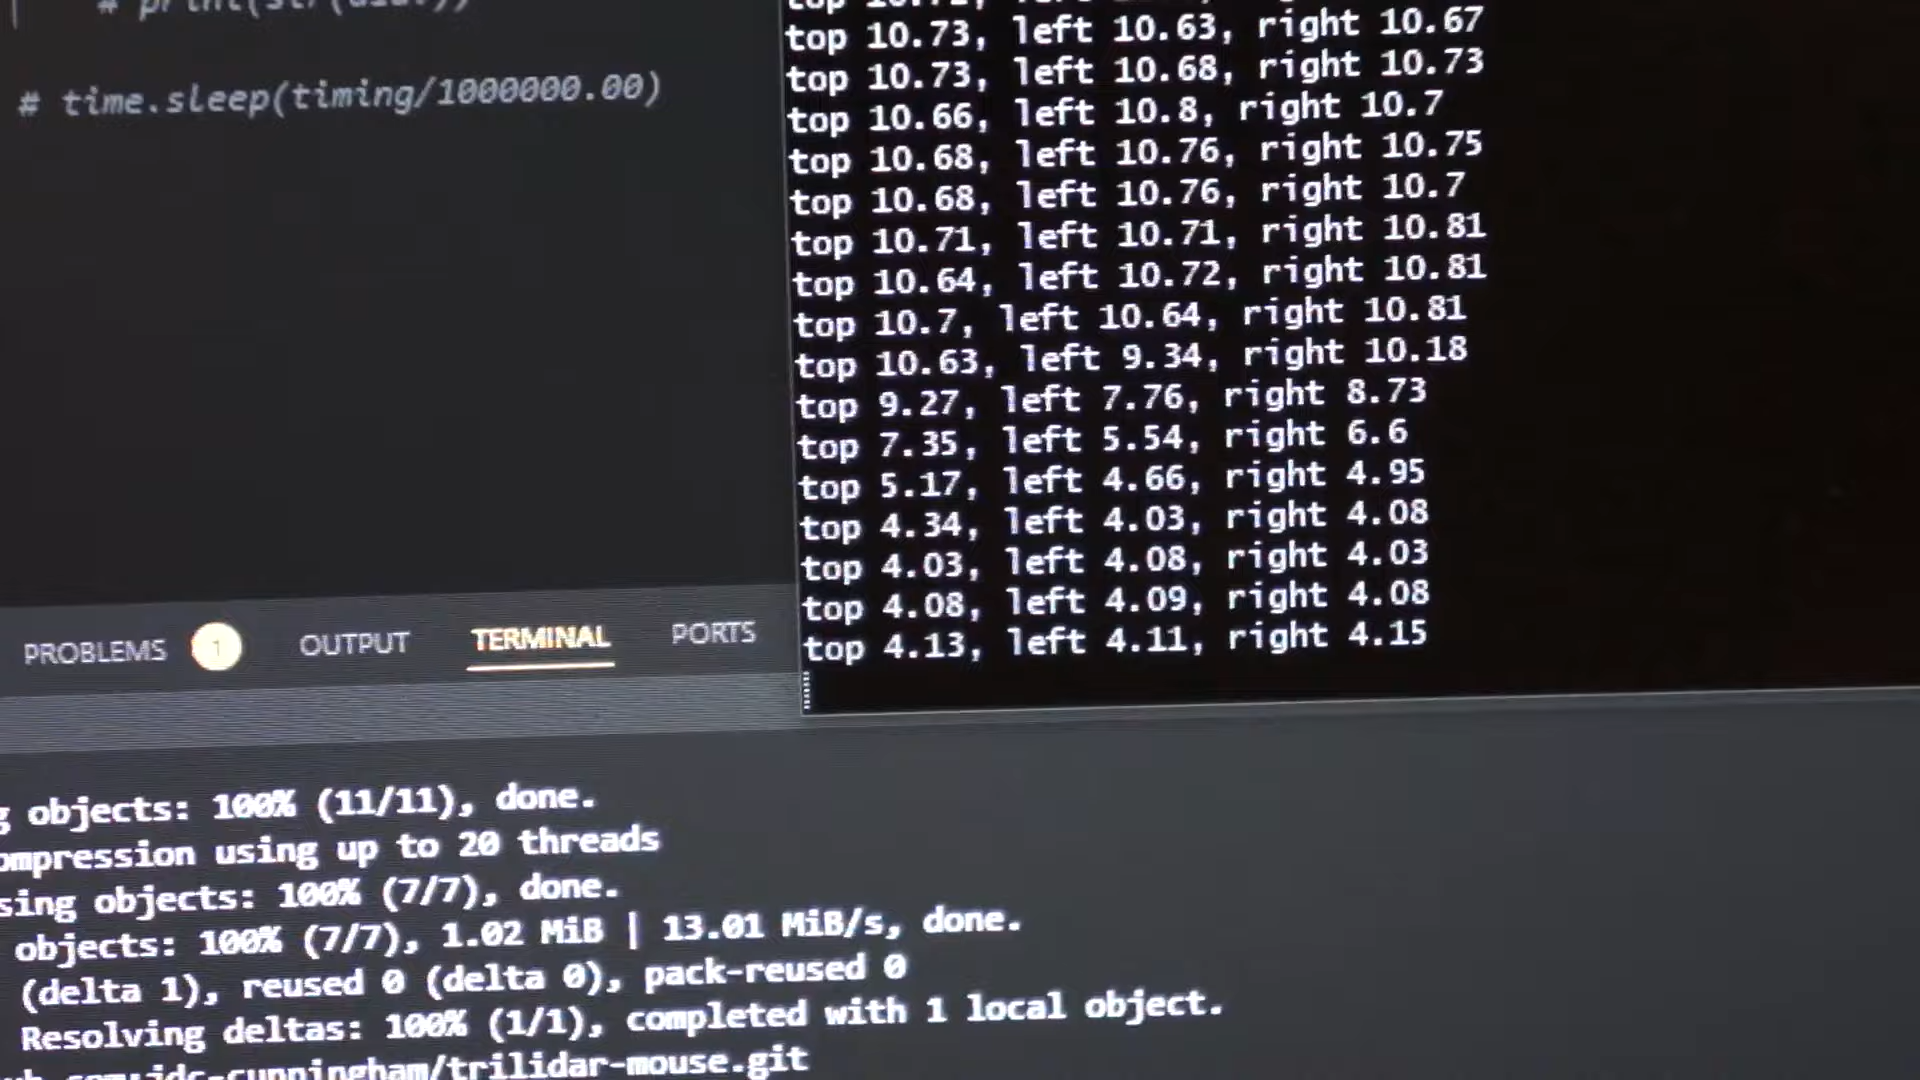 # print(str(
# time.sleep(timing/1000000.00)
top 10.73, left 10.63, right 10.67
top 10.73, left 10.68, right 10.73
top 10.66, left 10.8, right 10.7
top 10.68, left 10.76, right 10.75
top 10.68, left 10.76, right 10.7
top 10.71, left 10.71, right 10.81
top 10.64, left 10.72, right 10.81
top 10.7, left 10.64, right 10.81
top 10.63, left 9.34, right 10.18
top 9.27, left 7.76, right 8.73
top 7.35, left 5.54, right 6.6
top 5.17, left 4.66, right 4.95
top 4.34, left 4.03, right 4.08
top 4.03, left 4.08, right 4.03
top 4.08, left 4.09, right 4.08
top 4.13, left 4.11, right 4.15
PROBLEMS 1 OUTPUT TERMINAL PORTS
g objects: 100% (11/11), done.
ompression using up to 20 threads
sing objects: 100% (7/7), done.
objects: 100% (7/7), 1.02 MiB | 13.01 MiB/s, done.
(delta 1), reused 0 (delta 0), pack-reused 0
Resolving deltas: 100% (1/1), completed with 1 local object.
ub.com:jdc-cunningham/trilidar-mouse.git